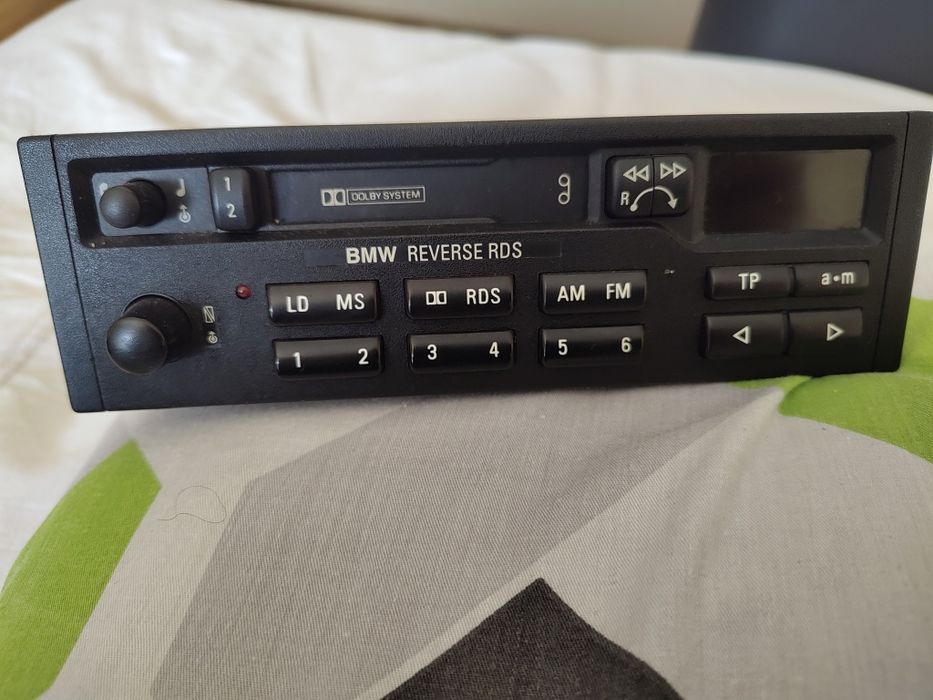 1
2
DOLBY SYSTEM
R
BMW REVERSE RDS
LD MS
RDS
AM FM
TP
a•m
1 2
3 4
5 6